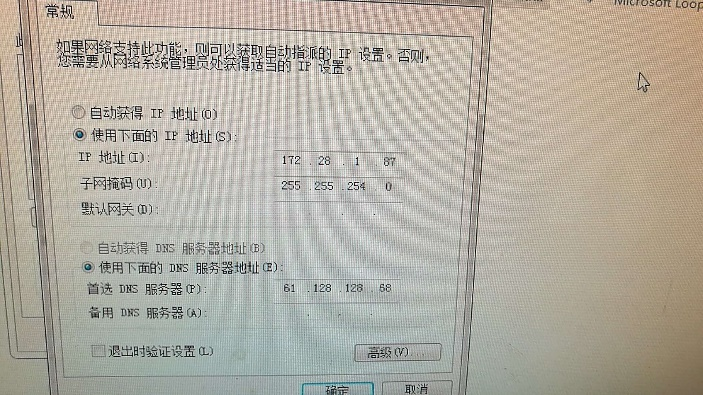 Microsoft Loop
常规
如果网络支持此功能，则可以获取自动指派的 IP 设置。否则，
您需要从网络系统管理员处获得适当的 IP 设置。
自动获得 IP 地址(O)
使用下面的 IP 地址(S):
IP 地址(I): 172 . 28 . 1 . 87
子网掩码(U): 255 . 255 . 254 . 0
默认网关(D): . . .
自动获得 DNS 服务器地址(B)
使用下面的 DNS 服务器地址(E):
首选 DNS 服务器(P): 61 . 128 . 128 . 68
备用 DNS 服务器(A): . . .
退出时验证设置(L)
高级(V)...
确定 取消